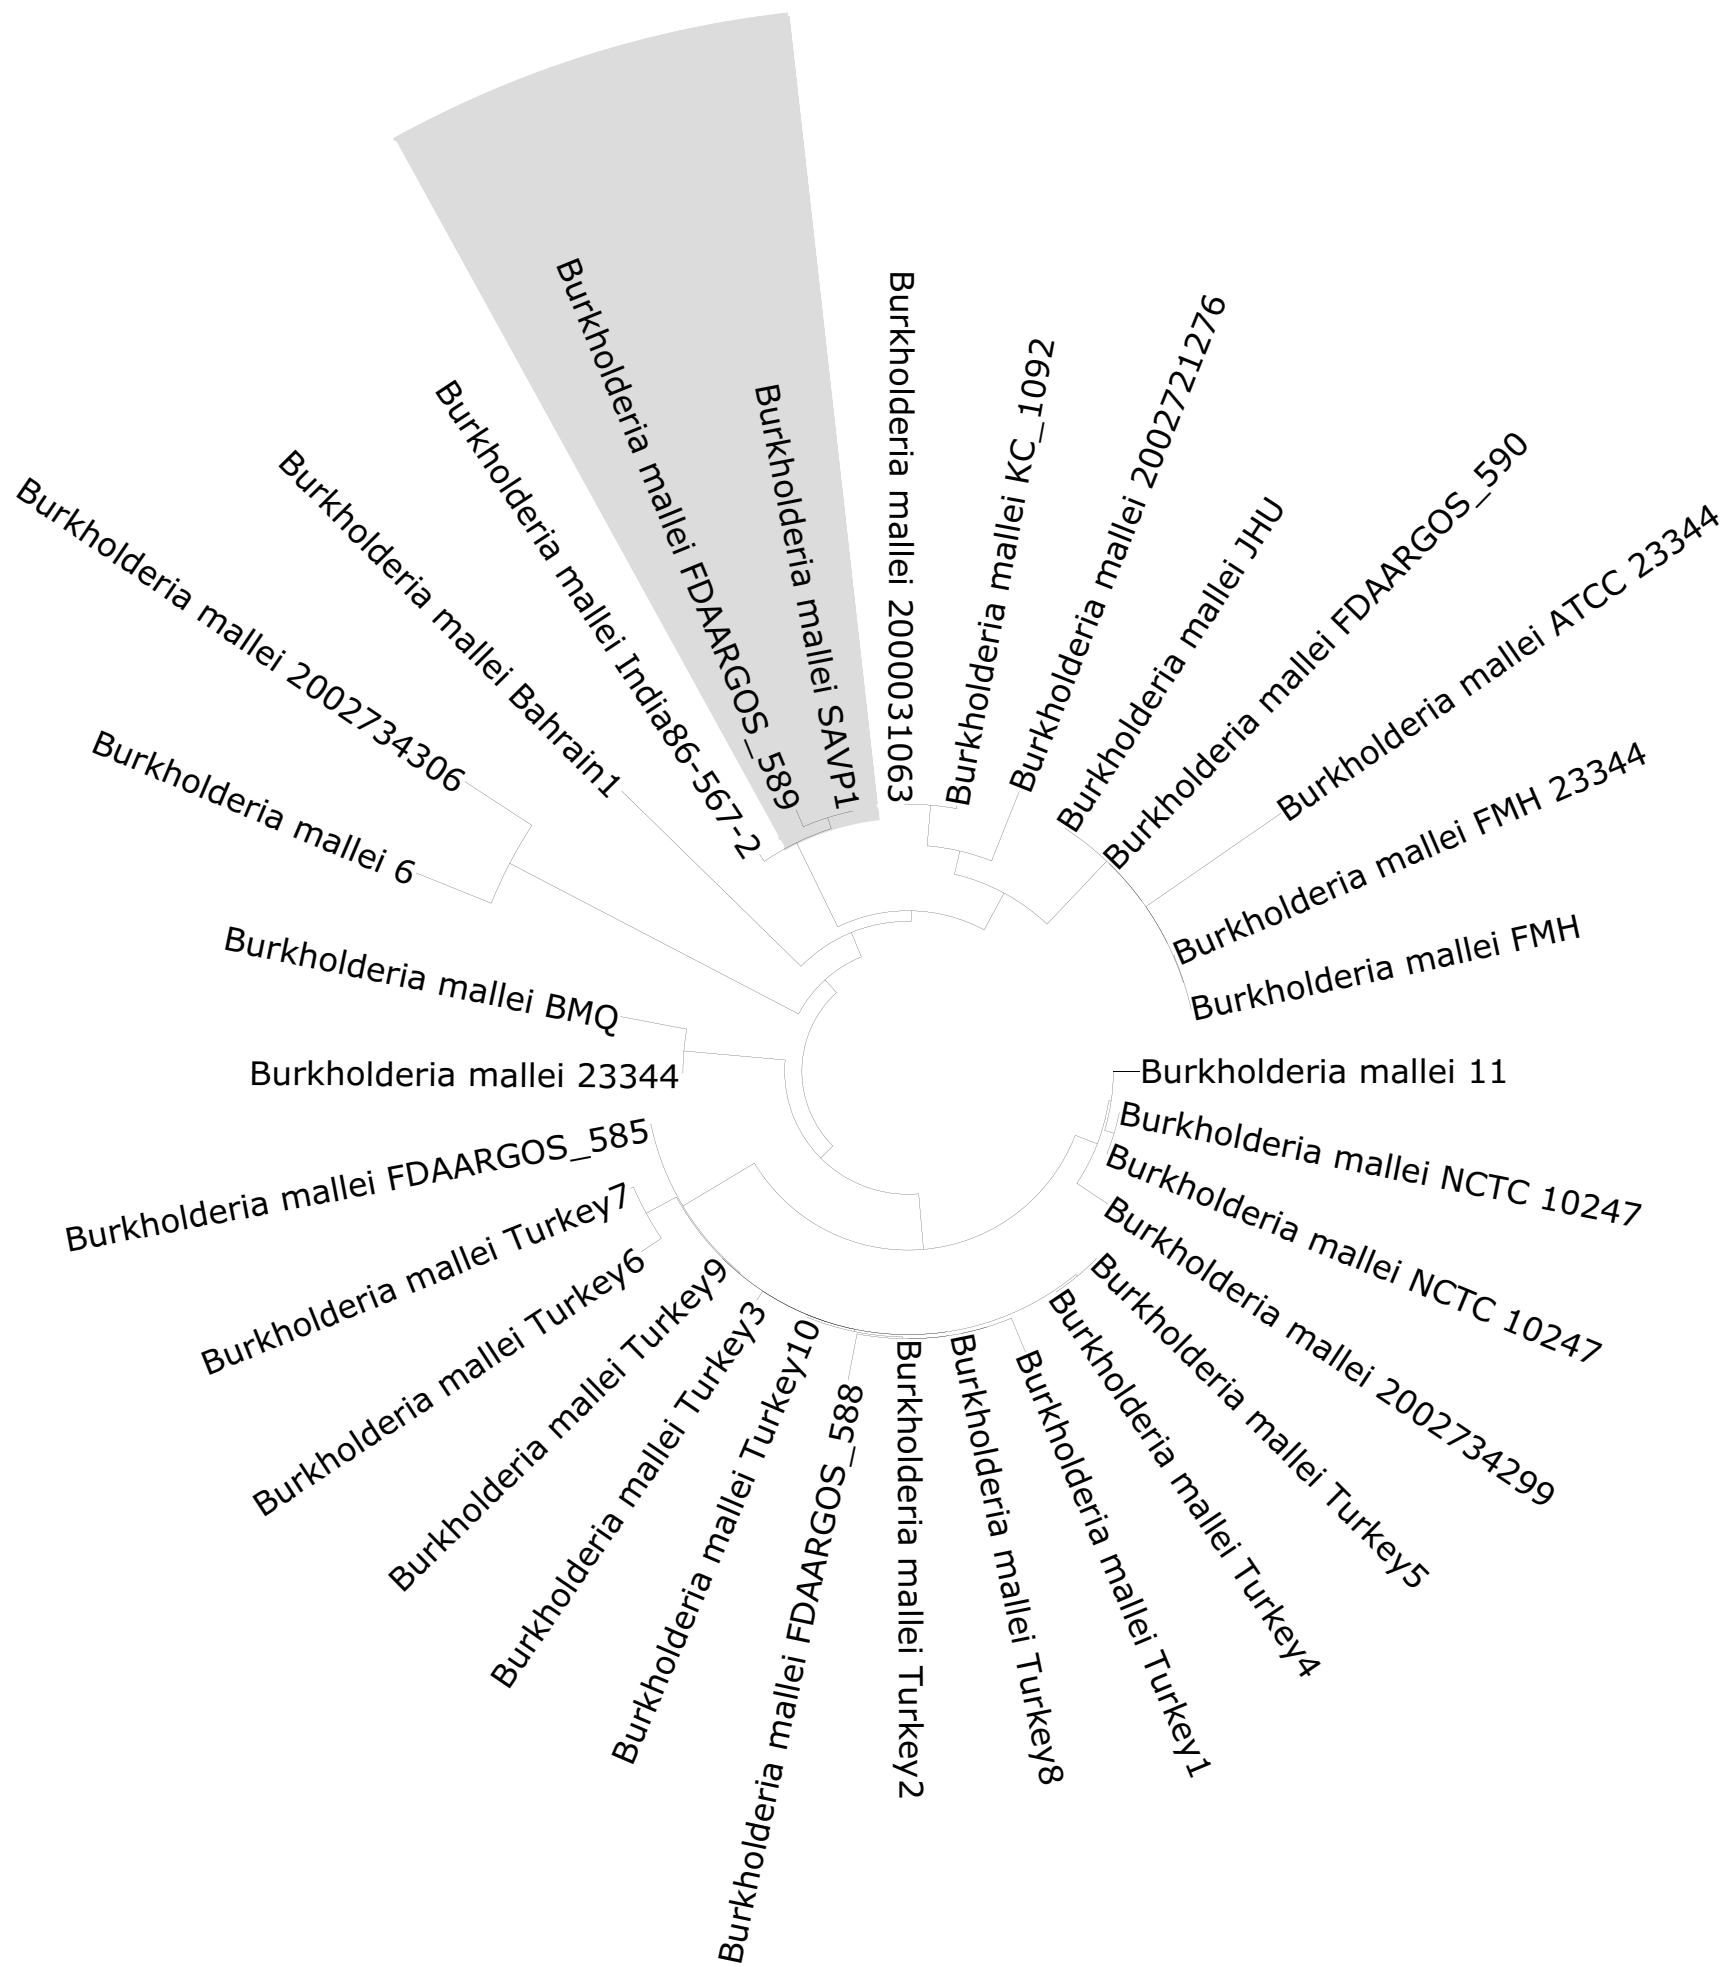 Burkholderia mallei 2000031063
Burkholderia mallei KC_1092
Burkholderia mallei 2002721276
Burkholderia mallei JHU
Burkholderia mallei FDAARGOS_590
Burkholderia mallei ATCC 23344
Burkholderia mallei FMH 23344
Burkholderia mallei FMH
Burkholderia mallei 11
Burkholderia mallei NCTC 10247
Burkholderia mallei NCTC 10247
Burkholderia mallei 2002734299
Burkholderia mallei Turkey5
Burkholderia mallei Turkey4
Burkholderia mallei Turkey1
Burkholderia mallei Turkey8
Burkholderia mallei Turkey2
Burkholderia mallei FDAARGOS_588
Burkholderia mallei Turkey10
Burkholderia mallei Turkey3
Burkholderia mallei Turkey9
Burkholderia mallei Turkey6
Burkholderia mallei Turkey7
Burkholderia mallei FDAARGOS_585
Burkholderia mallei 23344
Burkholderia mallei BMQ
Burkholderia mallei 6
Burkholderia mallei 2002734306
Burkholderia mallei Bahrain1
Burkholderia mallei India86-567-2
Burkholderia mallei FDAARGOS_589
Burkholderia mallei SAVP1